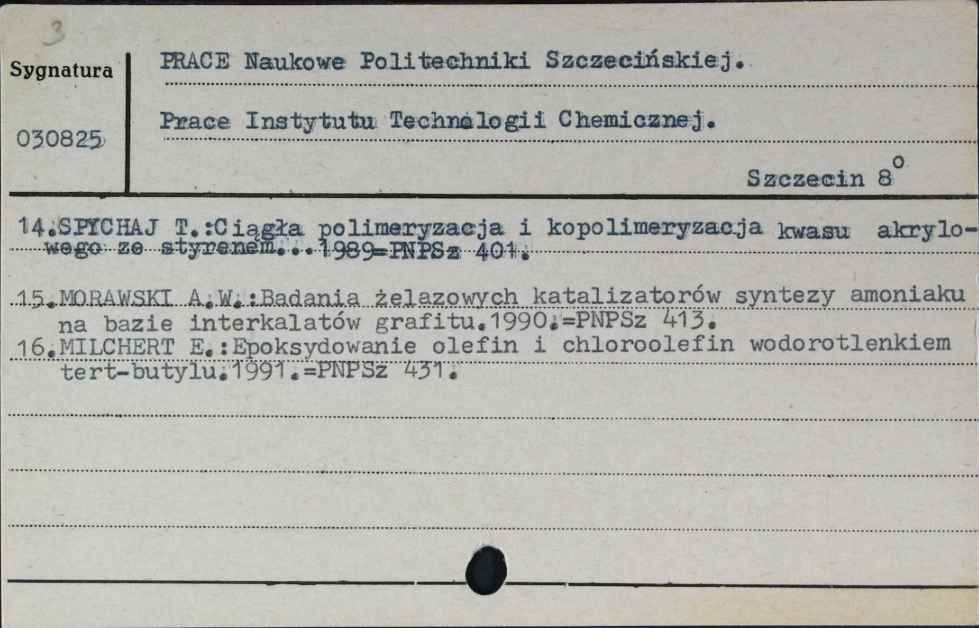 3
Sygnatura
PRACE Naukowe Politechniki Szczecińskiej.
030825
Prace Instytutu Technologii Chemicznej.
Szczecin 8°
14.SPYCHAJ T.:Ciągła polimeryzacja i kopolimeryzacja kwasu akrylo-
wego ze styrenem... 1989=PNPSz 401.
15.MORAWSKI A.W.:Badania żelazowych katalizatorów syntezy amoniaku
na bazie interkalatów grafitu.1990.=PNPSz 413.
16.MILCHERT E.:Epoksydowanie olefin i chloroolefin wodorotlenkiem
tert-butylu.1991.=PNPSz 431.